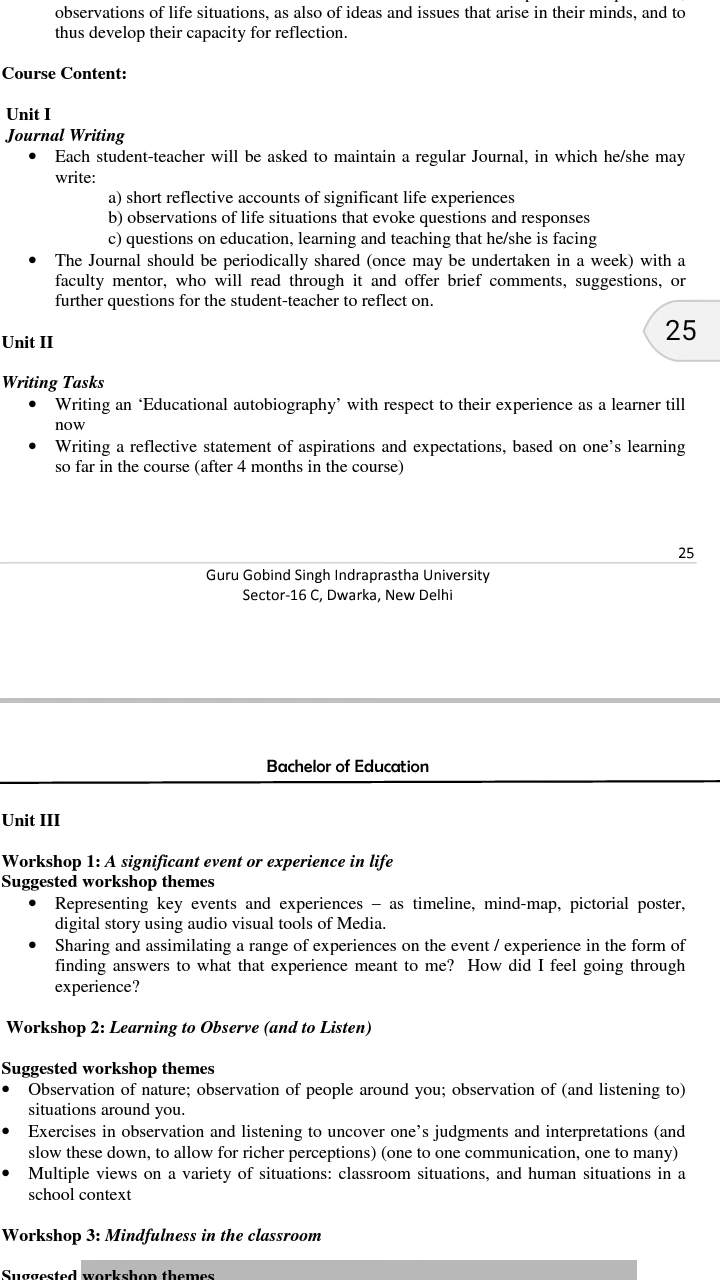 observations of life situations, as also of ideas and issues that arise in their minds, and to
thus develop their capacity for reflection.
Course Content:
Unit I
Journal Writing
• Each student-teacher will be asked to maintain a regular Journal, in which he/she may
write:
a) short reflective accounts of significant life experiences
b) observations of life situations that evoke questions and responses
c) questions on education, learning and teaching that he/she is facing
• The Journal should be periodically shared (once may be undertaken in a week) with a
faculty mentor, who will read through it and offer brief comments, suggestions, or
further questions for the student-teacher to reflect on.
25
Unit II
Writing Tasks
• Writing an ‘Educational autobiography’ with respect to their experience as a learner till
now
• Writing a reflective statement of aspirations and expectations, based on one’s learning
so far in the course (after 4 months in the course)
25
Guru Gobind Singh Indraprastha University
Sector-16 C, Dwarka, New Delhi
Bachelor of Education
Unit III
Workshop 1: A significant event or experience in life
Suggested workshop themes
• Representing key events and experiences – as timeline, mind-map, pictorial poster,
digital story using audio visual tools of Media.
• Sharing and assimilating a range of experiences on the event / experience in the form of
finding answers to what that experience meant to me? How did I feel going through
experience?
Workshop 2: Learning to Observe (and to Listen)
Suggested workshop themes
• Observation of nature; observation of people around you; observation of (and listening to)
situations around you.
• Exercises in observation and listening to uncover one’s judgments and interpretations (and
slow these down, to allow for richer perceptions) (one to one communication, one to many)
• Multiple views on a variety of situations: classroom situations, and human situations in a
school context
Workshop 3: Mindfulness in the classroom
Suggested workshop themes